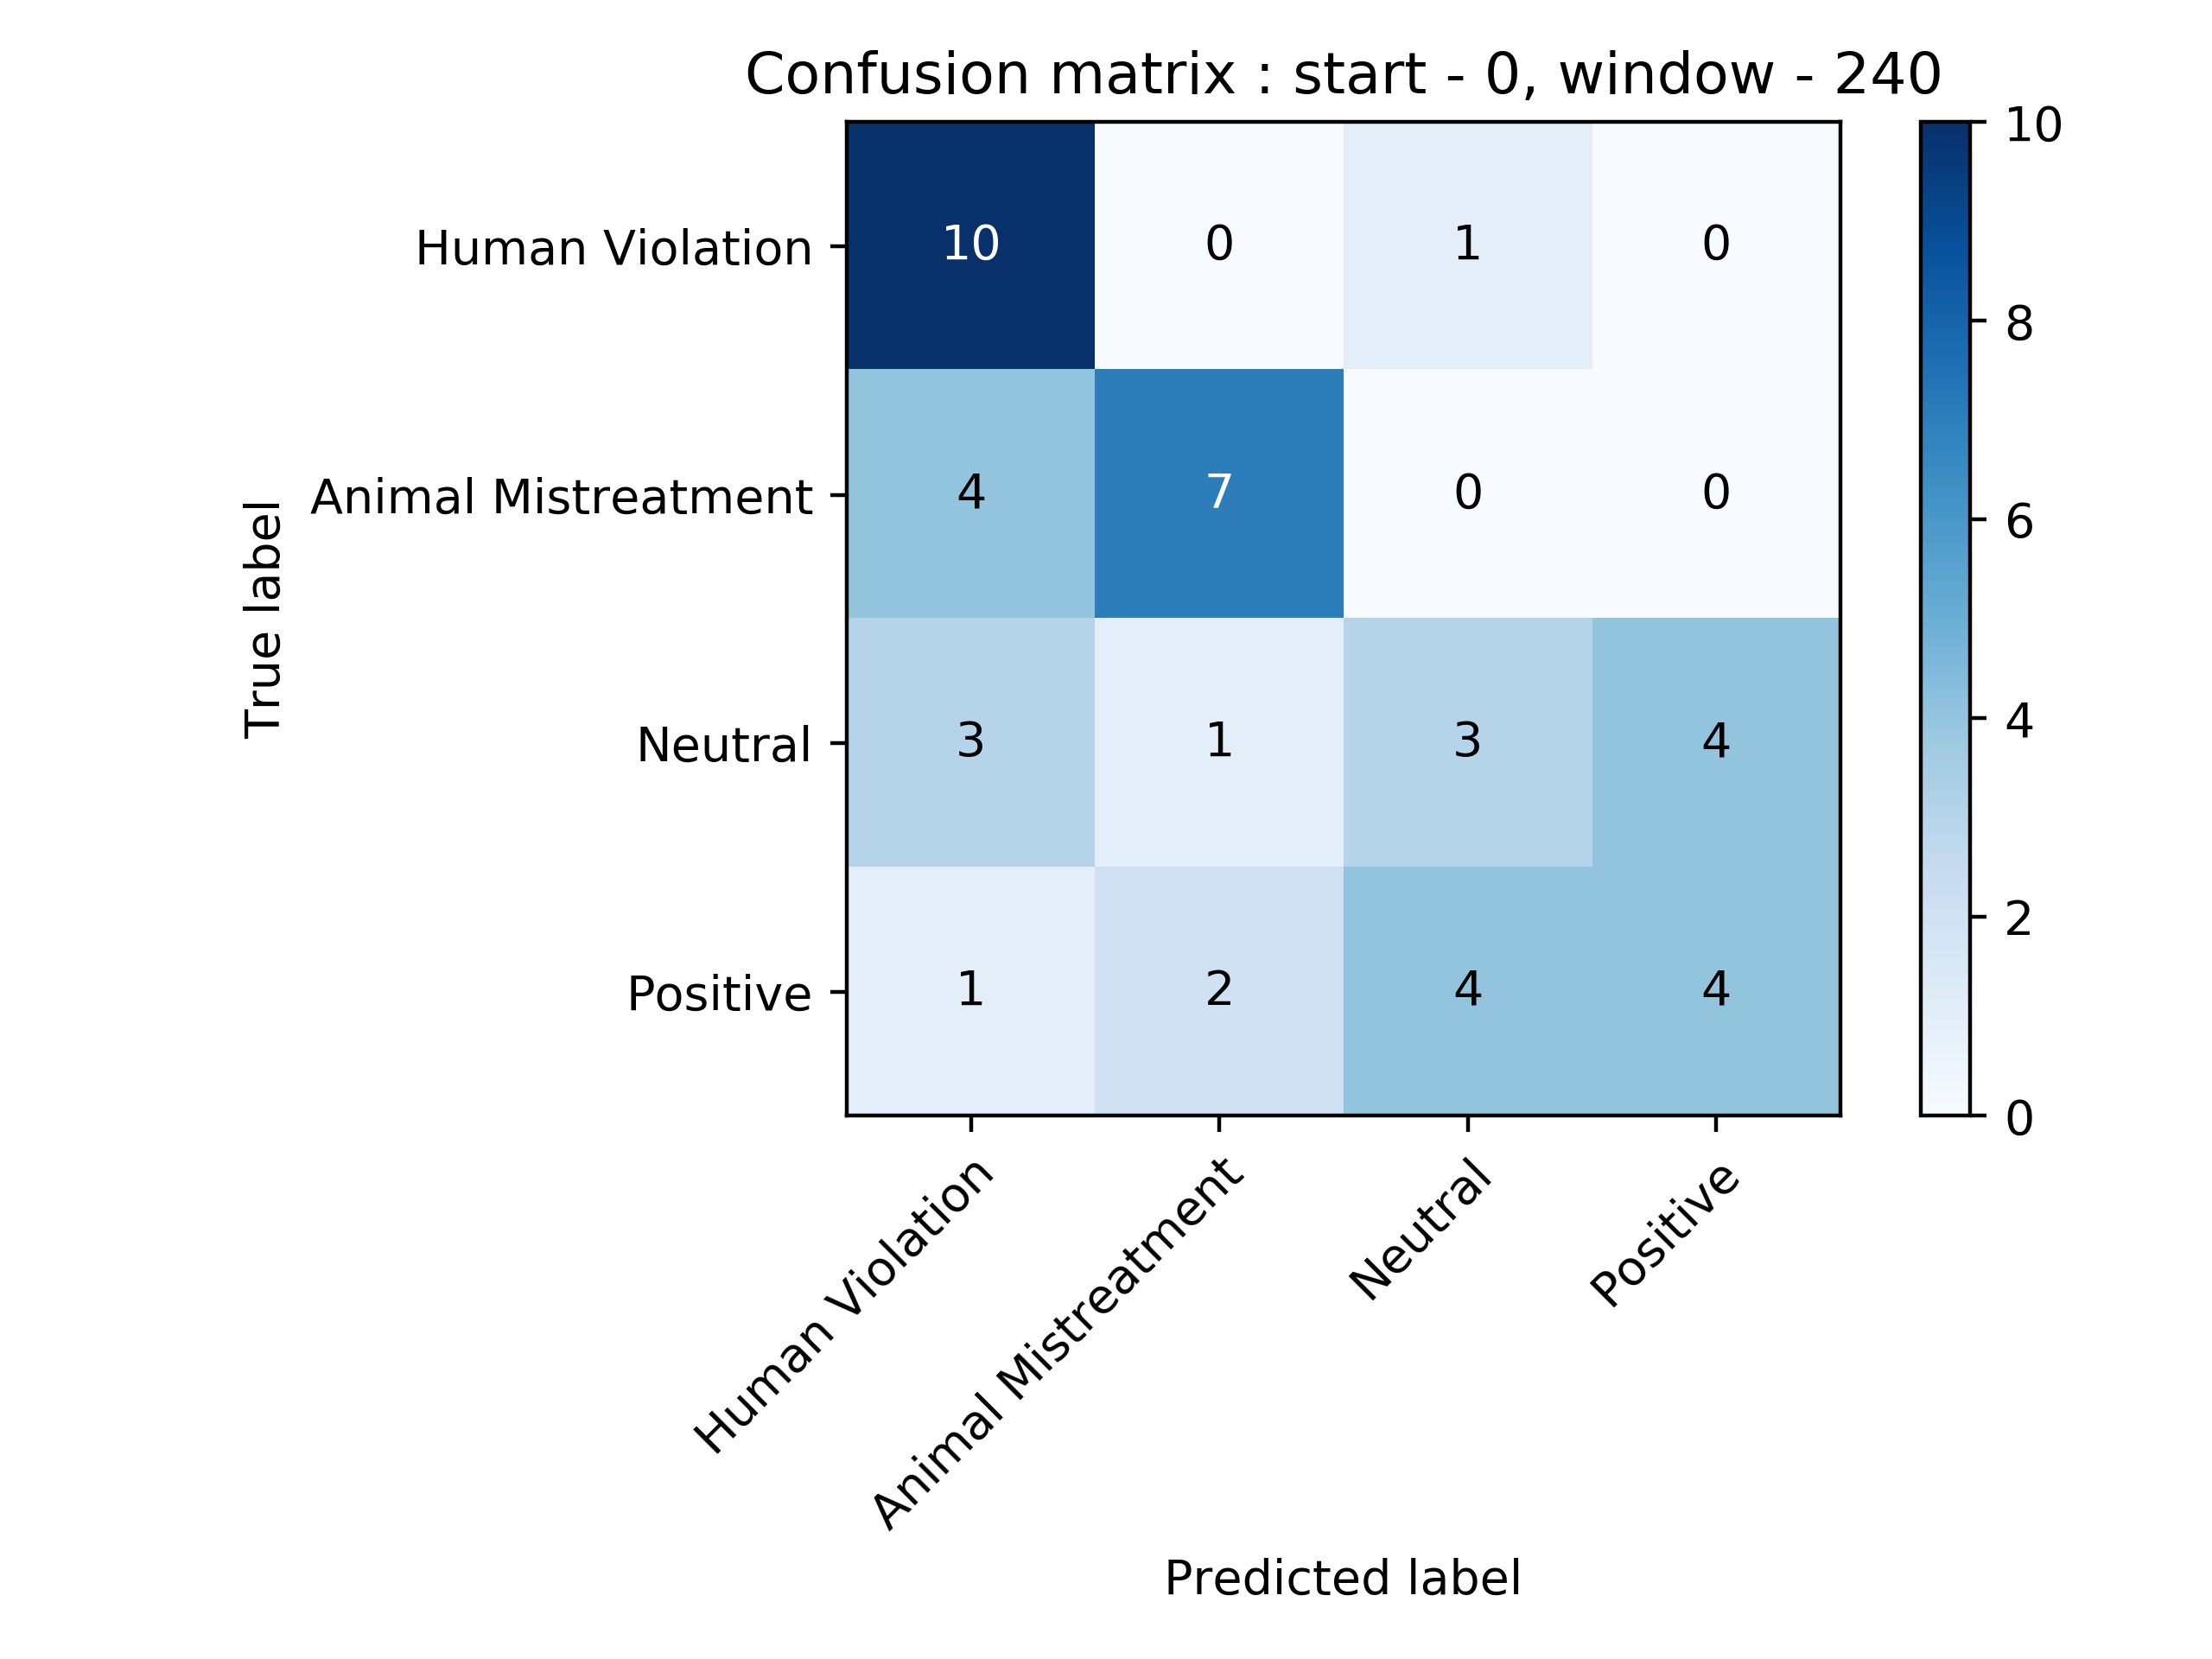 Confusion matrix : start - 0, window - 240
True label
Human Violation 10 0 1 0
Animal Mistreatment 4 7 0 0
Neutral 3 1 3 4
Positive 1 2 4 4
Human Violation
Animal Mistreatment
Neutral
Positive
Predicted label
10
8
6
4
2
0